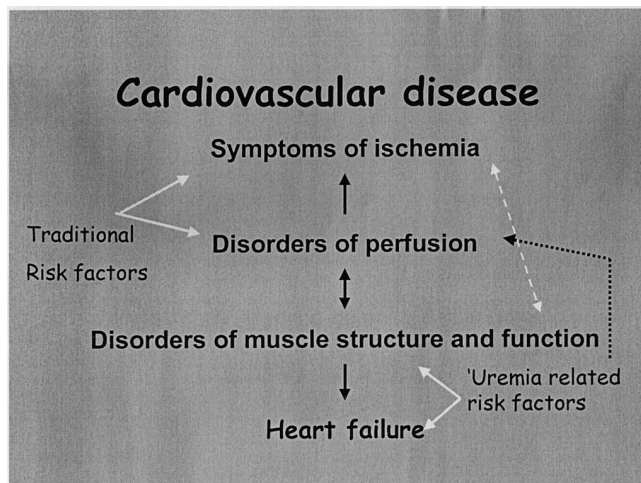 Cardiovascular disease
Symptoms of ischemia
Traditional
Risk factors
Disorders of perfusion
Disorders of muscle structure and function
'Uremia related
risk factors
Heart failure